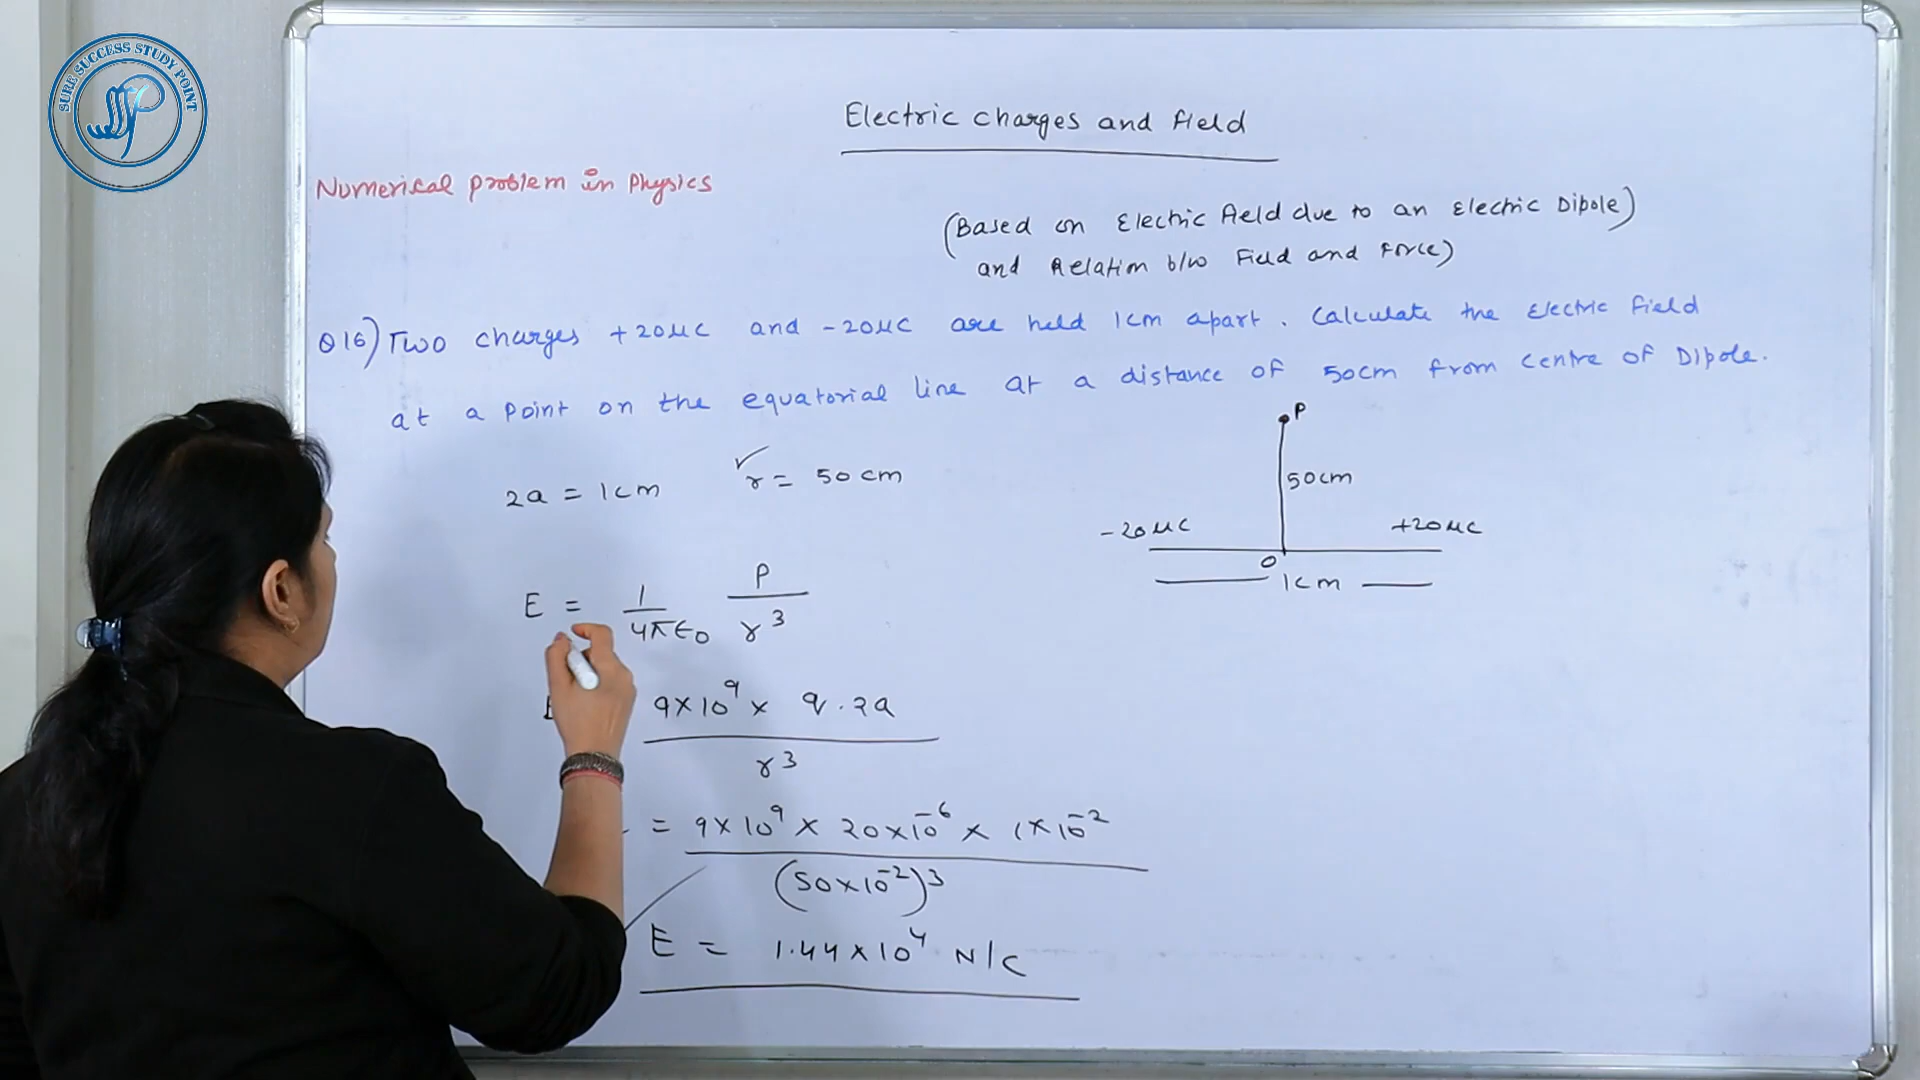 SURE SUCCESS STUDY POINT
Electric charges and field
Numerical problem in Physics
(Based on Electric field due to an Electric Dipole)
and Relation b/w Field and Force)
Q16) Two charges +20μC and -20μC are held 1cm apart. Calculate the Electric field
at a point on the equatorial line at a distance of 50cm from centre of Dipole.
P
2a = 1cm ✓ r = 50 cm
50cm
-20μC +20μC
O
1cm
E = 1/4πε0 P/r³
9×10⁹ × q.2a
r³
= 9×10⁹ × 20×10⁻⁶ × 1×10⁻²
(50×10⁻²)³
E = 1.44×10⁴ N/C